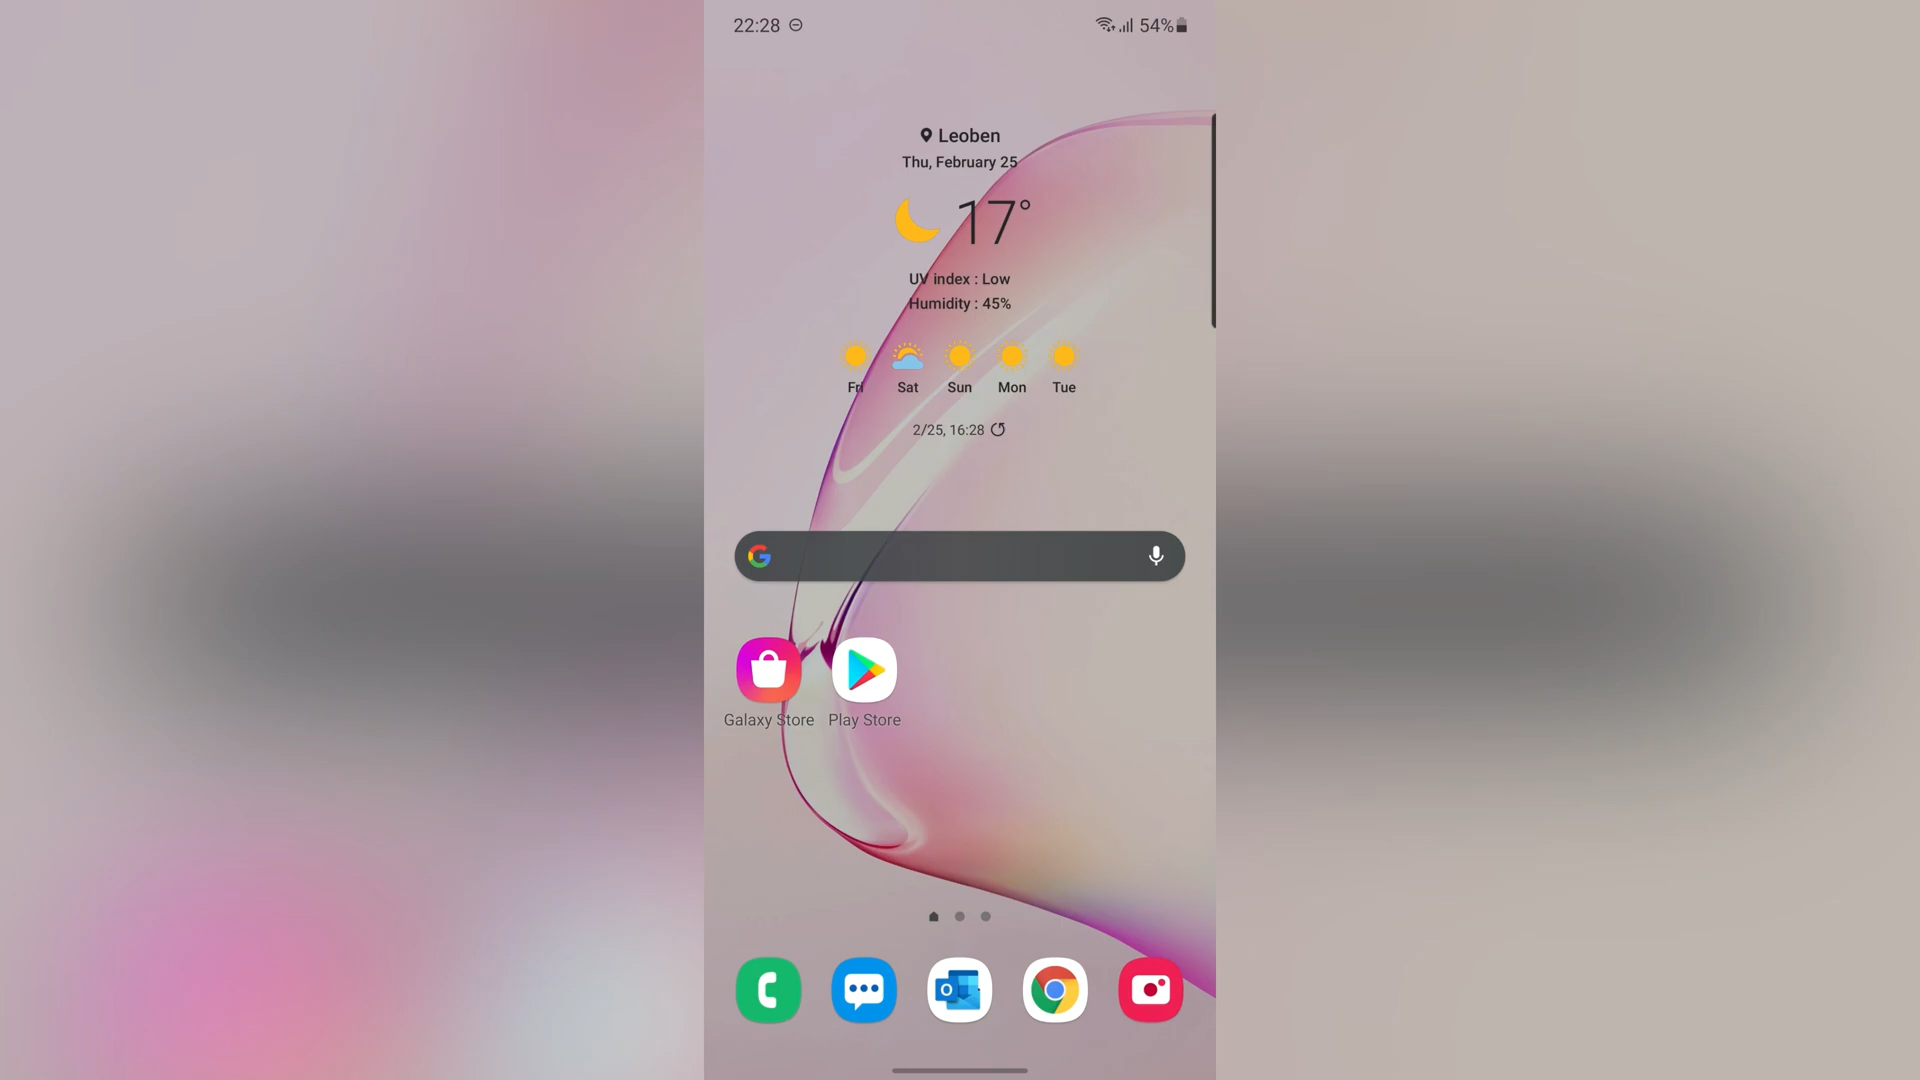 22:28 54%
Leoben
Thu, February 25
17°
UV index : Low
Humidity : 45%
Fri Sat Sun Mon Tue
2/25, 16:28
Galaxy Store Play Store